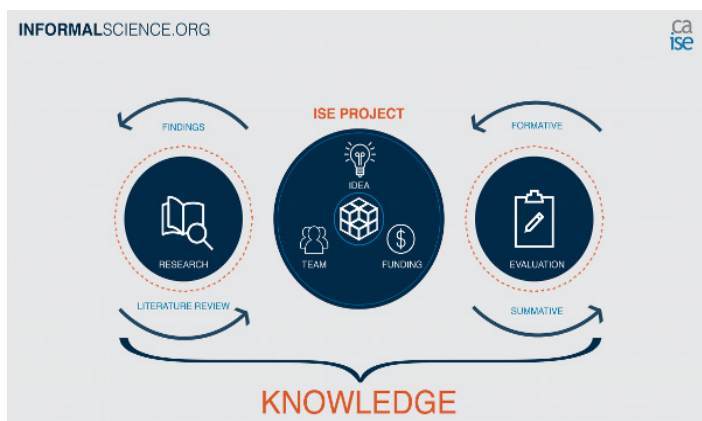 INFORMALSCIENCE.ORG
ca
ise
ISE PROJECT
FINDINGS
FORMATIVE
IDEA
TEAM
FUNDING
RESEARCH
EVALUATION
LITERATURE REVIEW
SUMMATIVE
KNOWLEDGE